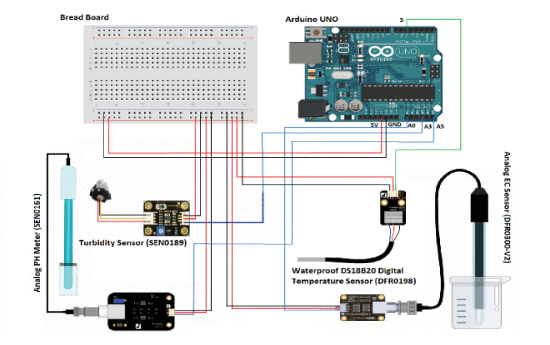 Bread Board
Arduino UNO
S
UNO
ARDUINO
5V
GND
A0
A3
A5
Analog PH Meter (SEN0161)
Turbidity Sensor (SEN0189)
Waterproof DS18B20 Digital
Temperature Sensor (DFR0198)
Analog EC Sensor (DFR0300-V2)